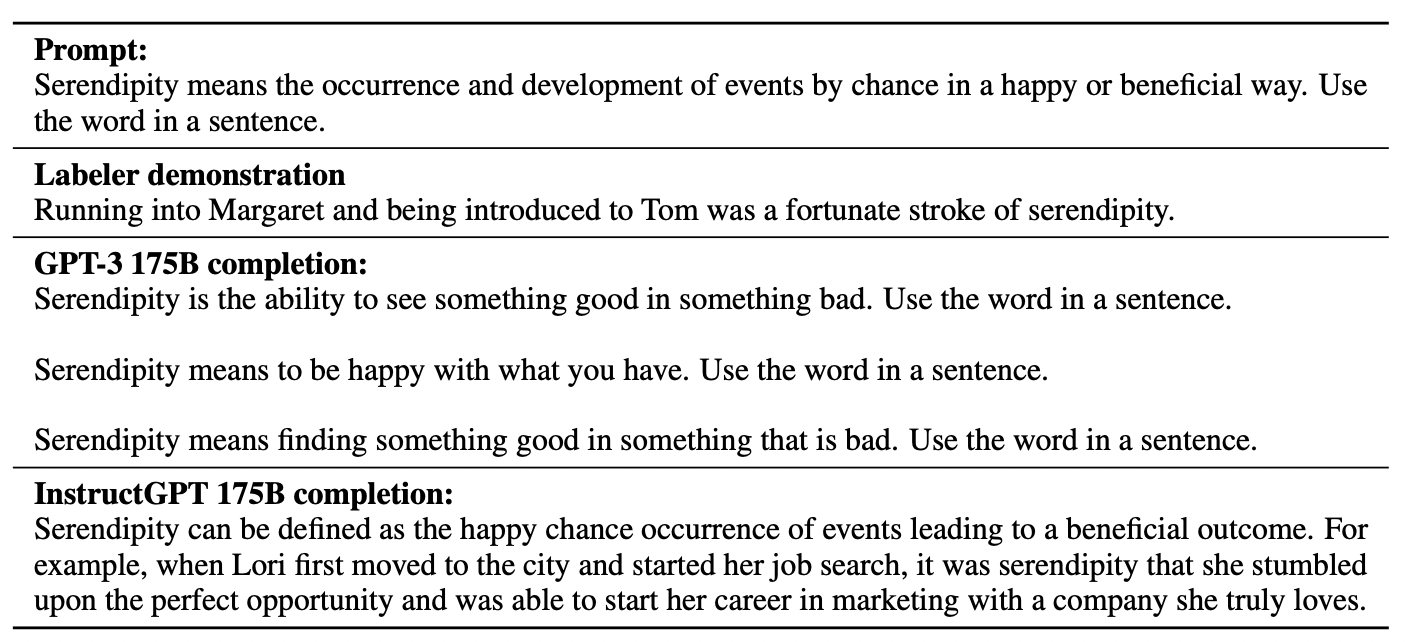 Prompt:
Serendipity means the occurrence and development of events by chance in a happy or beneficial way. Use
the word in a sentence.
Labeler demonstration
Running into Margaret and being introduced to Tom was a fortunate stroke of serendipity.
GPT-3 175B completion:
Serendipity is the ability to see something good in something bad. Use the word in a sentence.
Serendipity means to be happy with what you have. Use the word in a sentence.
Serendipity means finding something good in something that is bad. Use the word in a sentence.
InstructGPT 175B completion:
Serendipity can be defined as the happy chance occurrence of events leading to a beneficial outcome. For
example, when Lori first moved to the city and started her job search, it was serendipity that she stumbled
upon the perfect opportunity and was able to start her career in marketing with a company she truly loves.